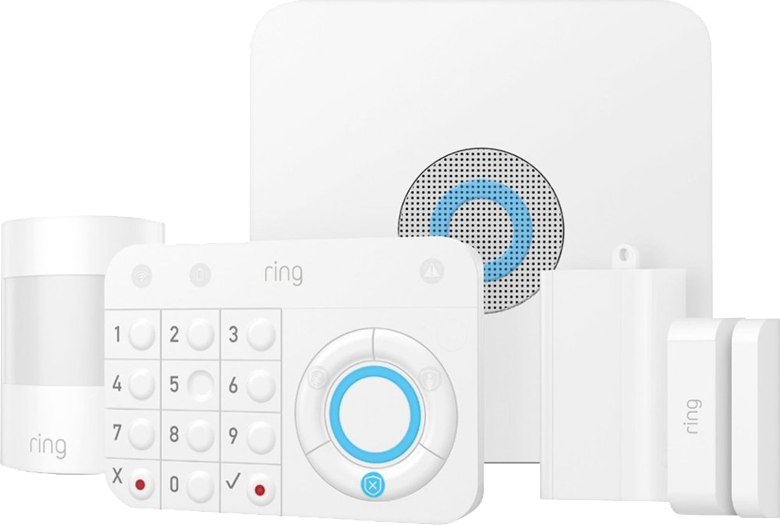 ring
1 2 3
4 5 6
7 8 9
X 0 ✓
ring
ring